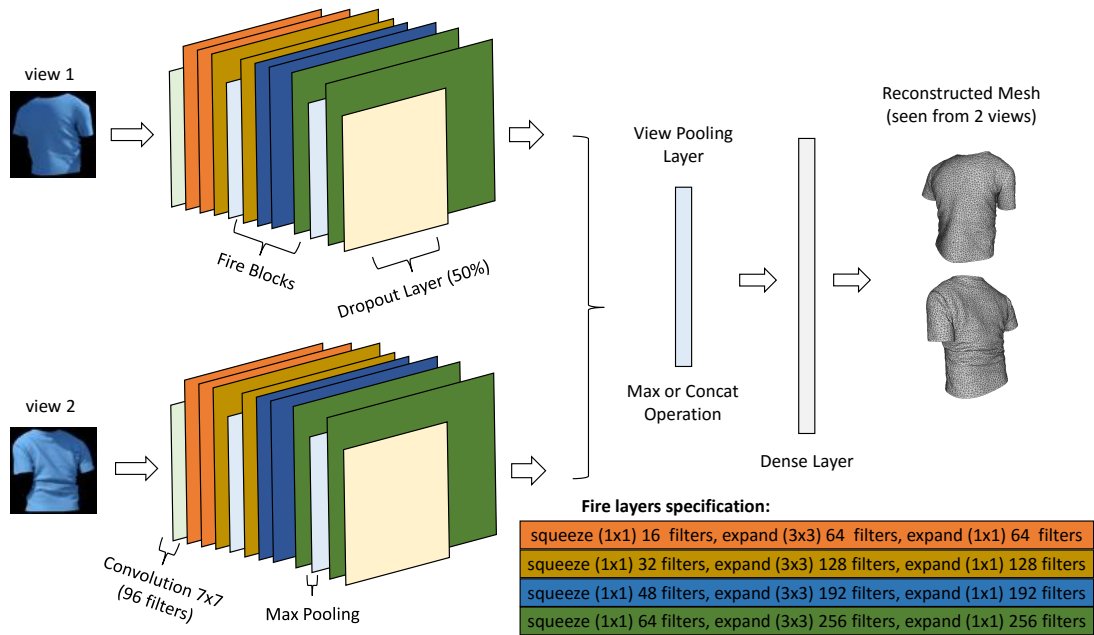 view 1
Fire Blocks
Dropout Layer (50%)
view 2
Convolution 7x7
(96 filters)
Max Pooling
View Pooling
Layer
Max or Concat
Operation
Dense Layer
Reconstructed Mesh
(seen from 2 views)
Fire layers specification:
squeeze (1x1) 16 filters, expand (3x3) 64 filters, expand (1x1) 64 filters
squeeze (1x1) 32 filters, expand (3x3) 128 filters, expand (1x1) 128 filters
squeeze (1x1) 48 filters, expand (3x3) 192 filters, expand (1x1) 192 filters
squeeze (1x1) 64 filters, expand (3x3) 256 filters, expand (1x1) 256 filters